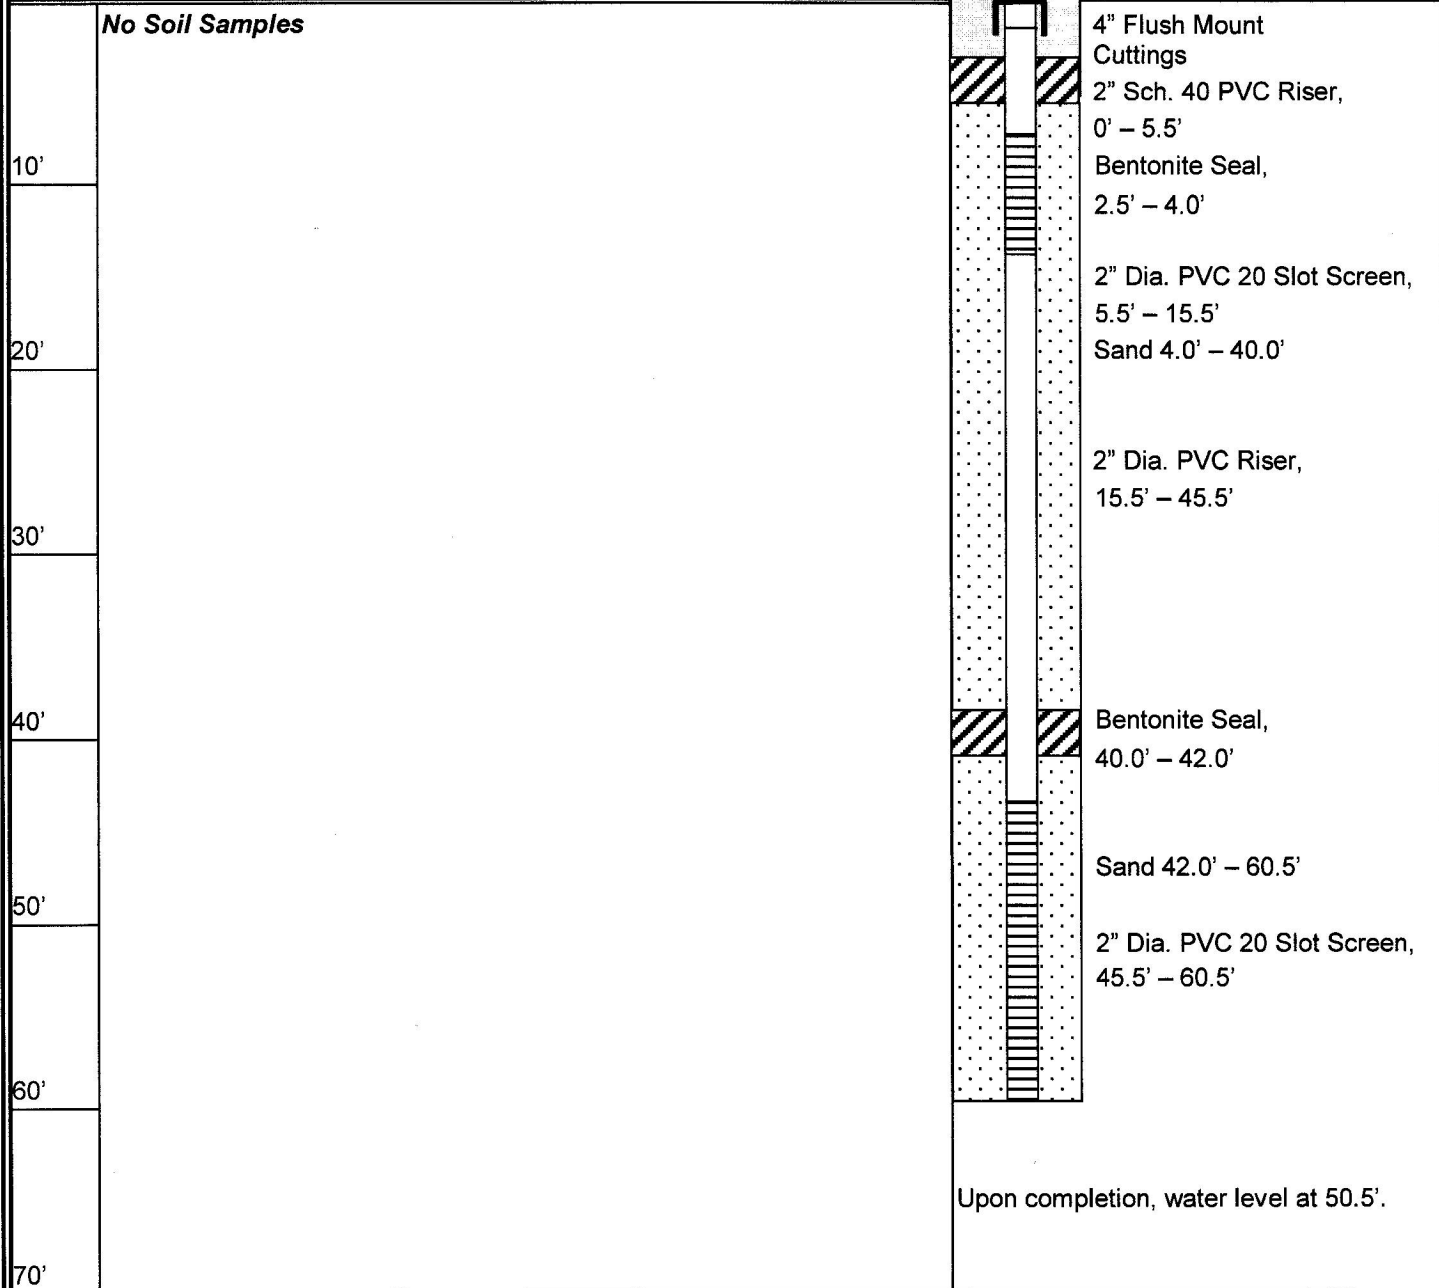 No Soil Samples
4” Flush Mount
Cuttings
2” Sch. 40 PVC Riser,
0’ – 5.5’
10’
Bentonite Seal,
2.5’ – 4.0’
2” Dia. PVC 20 Slot Screen,
5.5’ – 15.5’
20’
Sand 4.0’ – 40.0’
2” Dia. PVC Riser,
15.5’ – 45.5’
30’
40’
Bentonite Seal,
40.0’ – 42.0’
Sand 42.0’ – 60.5’
50’
2” Dia. PVC 20 Slot Screen,
45.5’ – 60.5’
60’
Upon completion, water level at 50.5’.
70’